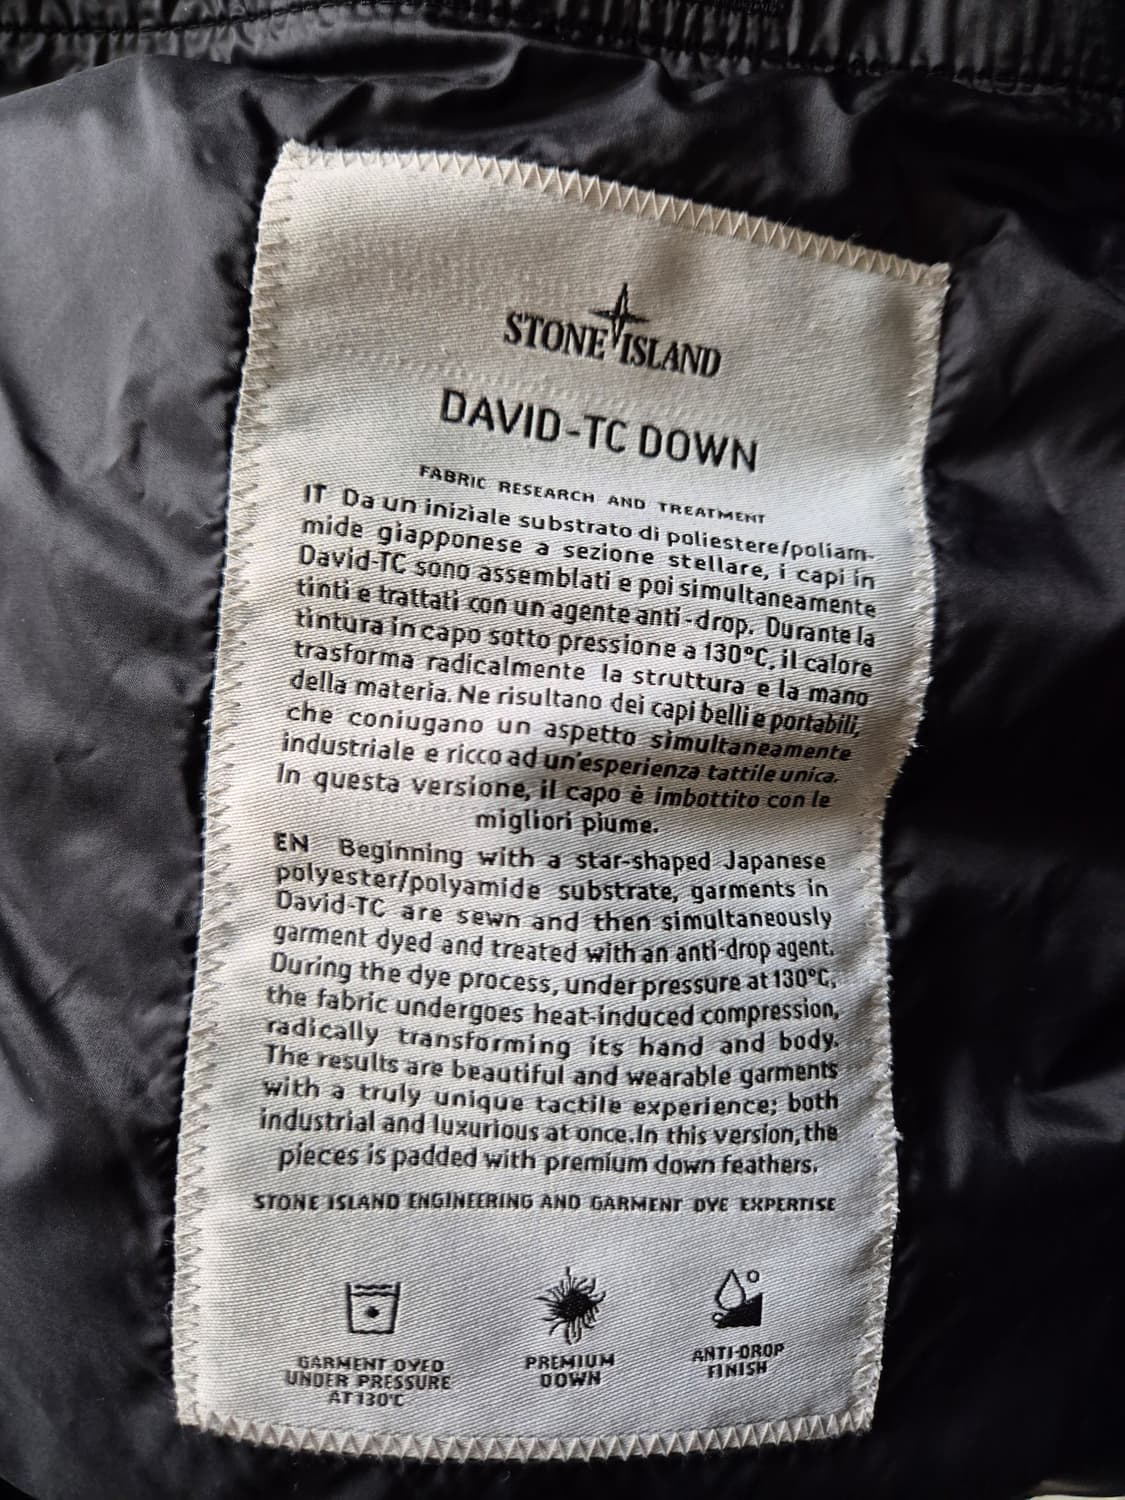 STONE ISLAND
DAVID-TC DOWN
FABRIC RESEARCH AND TREATMENT
IT Da un iniziale substrato di poliestere/poliam-
mide giapponese a sezione stellare, i capi in
David-TC sono assemblati e poi simultaneamente
tinti e trattati con un agente anti-drop. Durante la
tintura in capo sotto pressione a 130°C, il calore
trasforma radicalmente la struttura e la mano
della materia. Ne risultano dei capi belli e portabili,
che coniugano un aspetto simultaneamente
industriale e ricco ad un'esperienza tattile unica.
In questa versione, il capo è imbottito con le
migliori piume.
EN Beginning with a star-shaped Japanese
polyester/polyamide substrate, garments in
David-TC are sewn and then simultaneously
garment dyed and treated with an anti-drop agent.
During the dye process, under pressure at 130°C,
the fabric undergoes heat-induced compression,
radically transforming its hand and body.
The results are beautiful and wearable garments
with a truly unique tactile experience; both
industrial and luxurious at once. In this version, the
pieces is padded with premium down feathers.
STONE ISLAND ENGINEERING AND GARMENT DYE EXPERTISE
GARMENT DYED
UNDER PRESSURE
AT 130°C
PREMIUM
DOWN
ANTI-DROP
FINISH